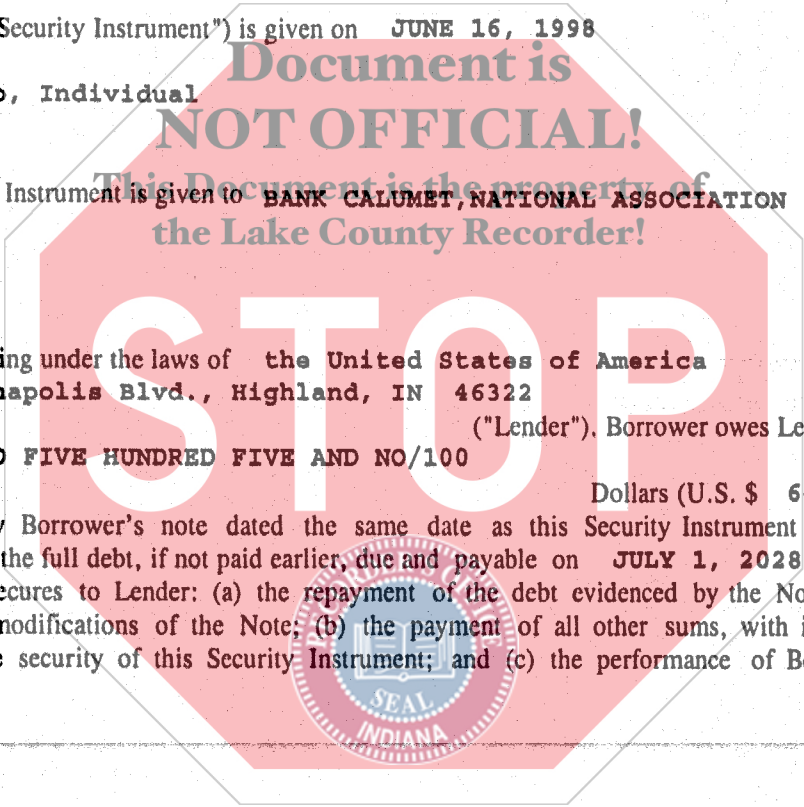 Security Instrument") is given on JUNE 16, 1998
Document is
, Individual
NOT OFFICIAL!
This Document is the property of
Instrument is given to BANK CALUMET, NATIONAL ASSOCIATION
the Lake County Recorder!
STOP
ing under the laws of the United States of America
napolis Blvd., Highland, IN 46322
("Lender"). Borrower owes Le
FIVE HUNDRED FIVE AND NO/100
Dollars (U.S. $ 6
Borrower's note dated the same date as this Security Instrument
the full debt, if not paid earlier, due and payable on JULY 1, 2028
ecures to Lender: (a) the repayment of the debt evidenced by the No
modifications of the Note; (b) the payment of all other sums, with i
security of this Security Instrument; and (c) the performance of B
RECORDER OFFICE
SEAL
INDIANA